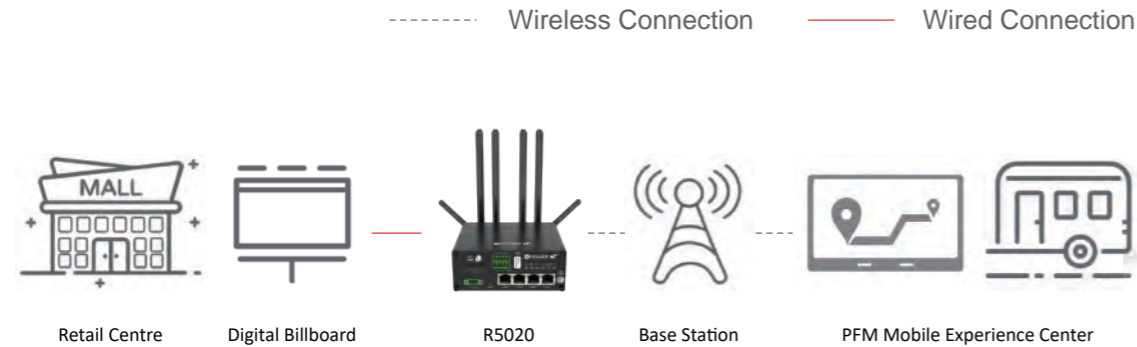 Wireless Connection
Wired Connection
MALL
Retail Centre
Digital Billboard
R5020
Base Station
PFM Mobile Experience Center